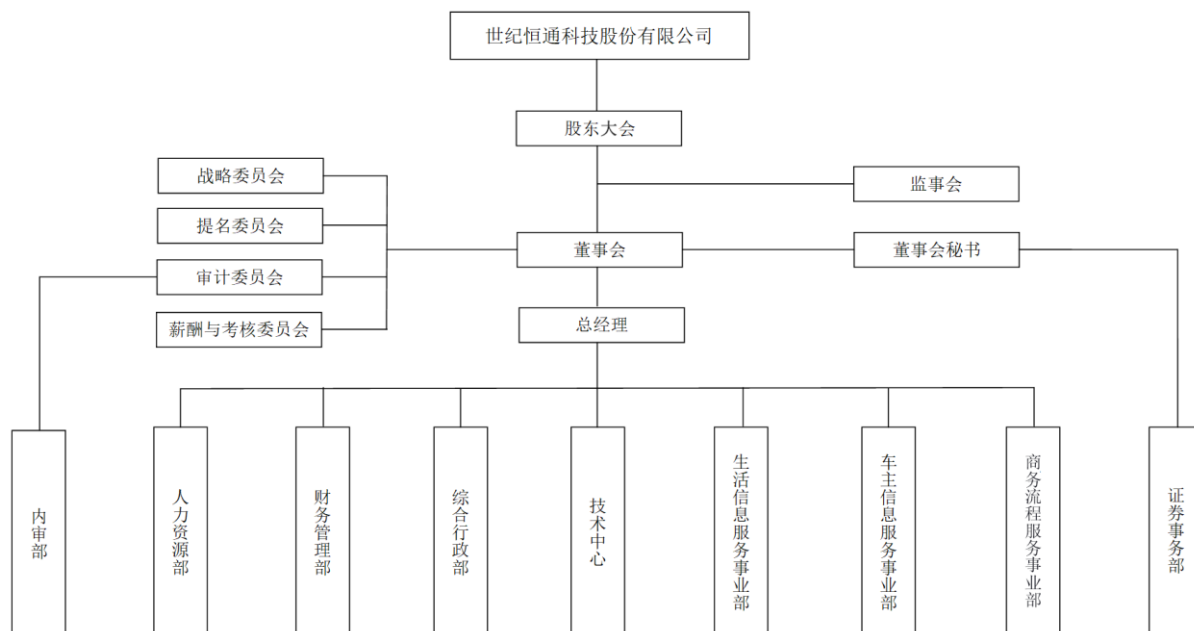 世纪恒通科技股份有限公司
股东大会
战略委员会
监事会
提名委员会
董事会
董事会秘书
审计委员会
总经理
薪酬与考核委员会
内审部
人力资源部
财务管理部
综合行政部
技术中心
生活信息服务事业部
车主信息服务事业部
商务流程服务事业部
证券事务部